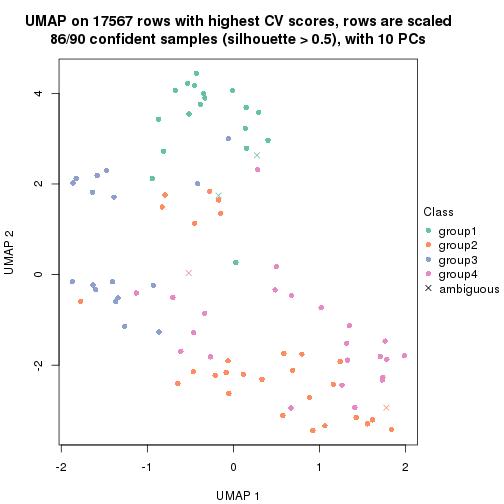 UMAP on 17567 rows with highest CV scores, rows are scaled
86/90 confident samples (silhouette > 0.5), with 10 PCs
UMAP 2
4
2
0
-2
-2
-1
0
1
2
UMAP 1
Class
group1
group2
group3
group4
ambiguous